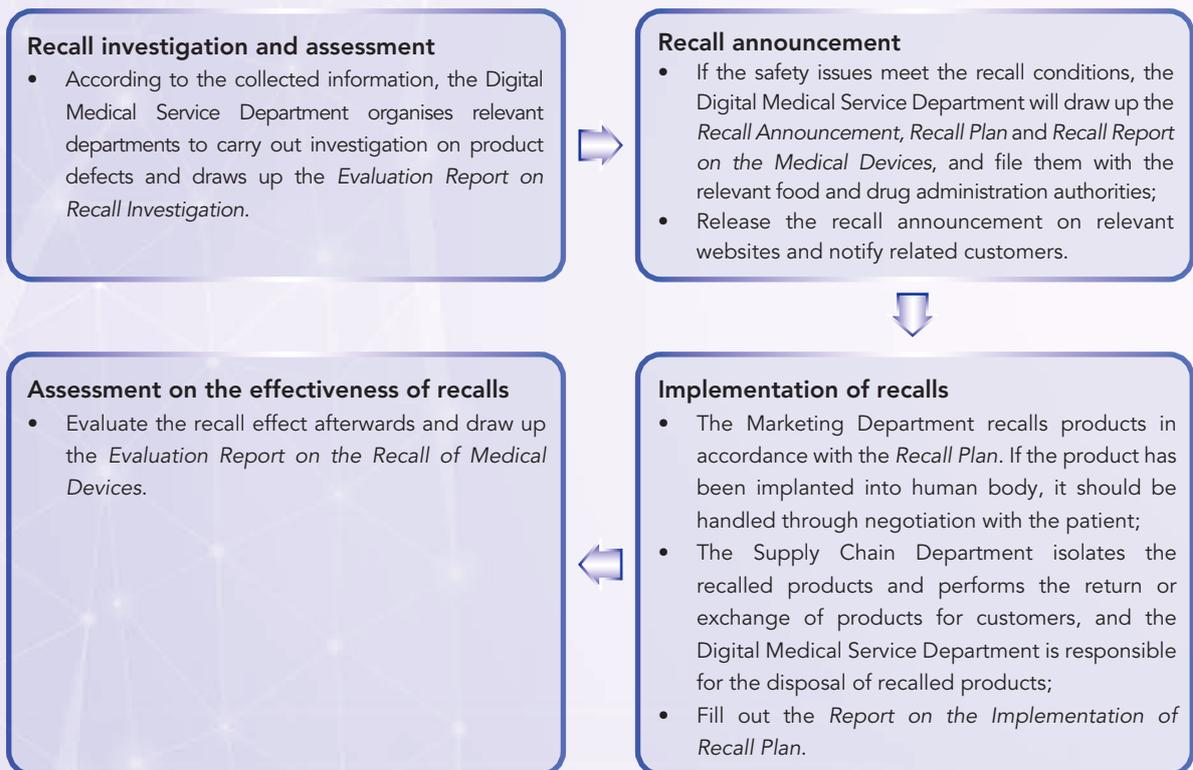 Recall investigation and assessment
• According to the collected information, the Digital
Medical Service Department organises relevant
departments to carry out investigation on product
defects and draws up the Evaluation Report on
Recall Investigation.
Recall announcement
• If the safety issues meet the recall conditions, the
Digital Medical Service Department will draw up the
Recall Announcement, Recall Plan and Recall Report
on the Medical Devices, and file them with the
relevant food and drug administration authorities;
• Release the recall announcement on relevant
websites and notify related customers.
Implementation of recalls
• The Marketing Department recalls products in
accordance with the Recall Plan. If the product has
been implanted into human body, it should be
handled through negotiation with the patient;
• The Supply Chain Department isolates the
recalled products and performs the return or
exchange of products for customers, and the
Digital Medical Service Department is responsible
for the disposal of recalled products;
• Fill out the Report on the Implementation of
Recall Plan.
Assessment on the effectiveness of recalls
• Evaluate the recall effect afterwards and draw up
the Evaluation Report on the Recall of Medical
Devices.